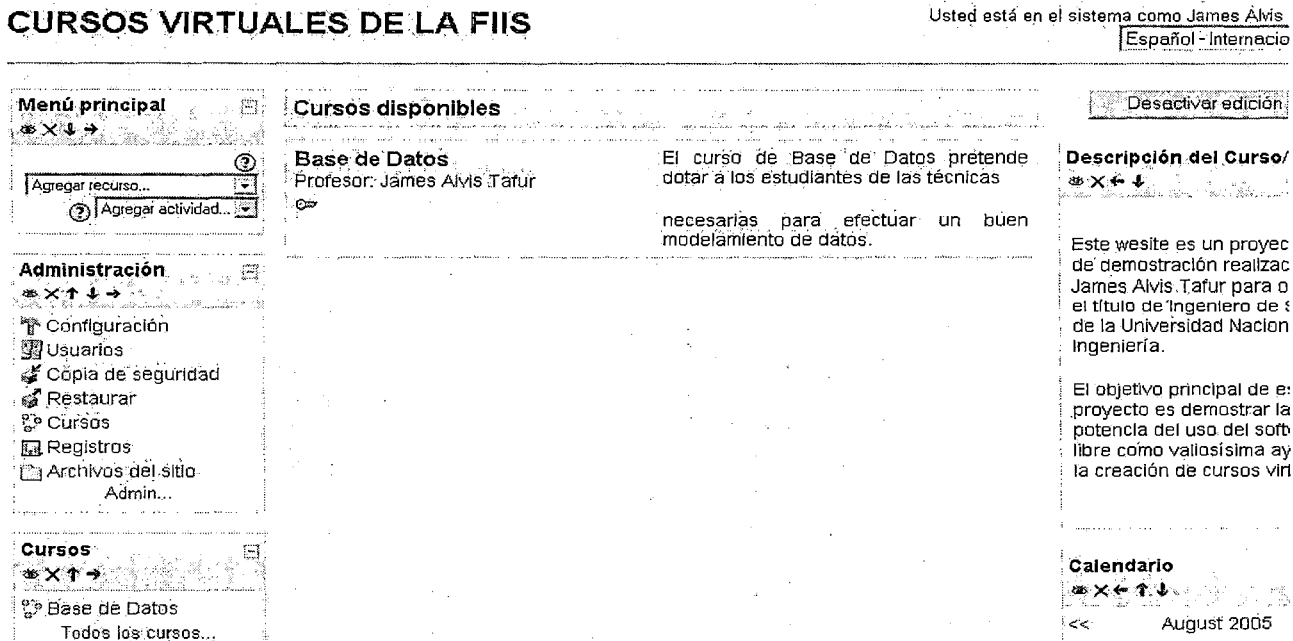 CURSOS VIRTUALES DE LA FIIS
Usted está en el sistema como James Alvis
Español - Internacio
Menú principal
Agregar recurso...
Agregar actividad...
Administración
Configuración
Usuarios
Copia de seguridad
Restaurar
Cursos
Registros
Archivos del sitio
Admin...
Cursos
Base de Datos
Todos los cursos...
Cursos disponibles
Base de Datos
Profesor: James Alvis Tafur
El curso de Base de Datos pretende
dotar a los estudiantes de las técnicas
necesarias para efectuar un buen
modelamiento de datos.
Desactivar edición
Descripción del Curso/
Este wesite es un proyec
de demostración realizac
James Alvis Tafur para o
el título de Ingeniero de S
de la Universidad Nacion
Ingeniería.
El objetivo principal de es
proyecto es demostrar la
potencia del uso del soft
libre como valiosísima ay
la creación de cursos virt
Calendario
<< August 2005